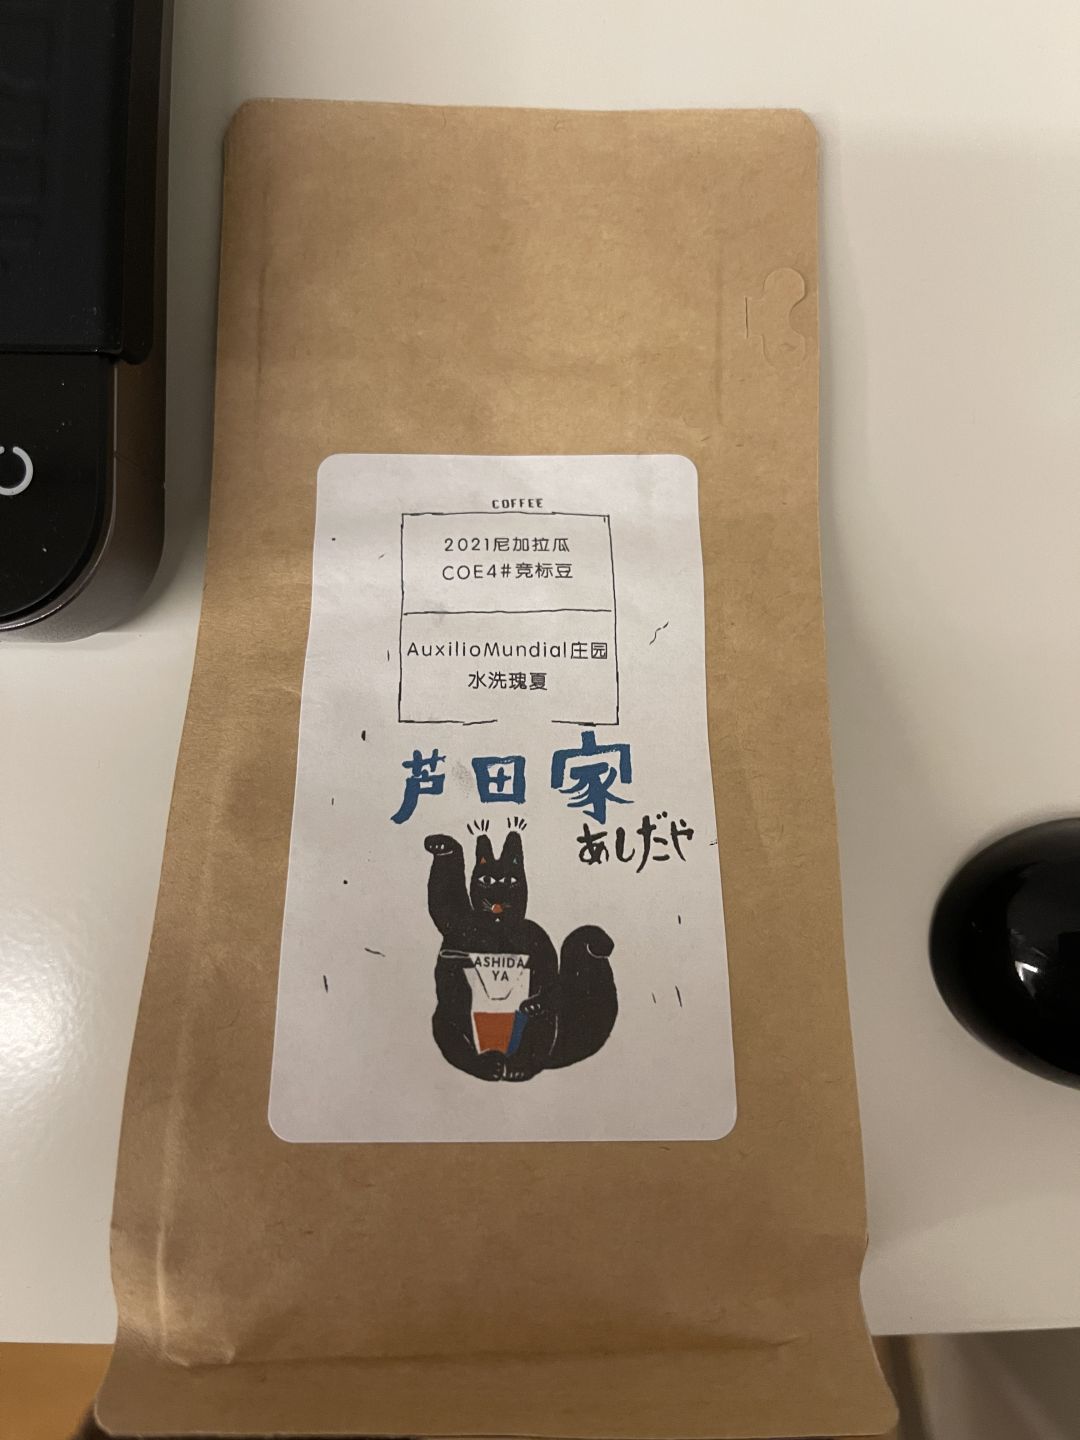 COFFEE
2021尼加拉瓜
COE4#竞标豆
AuxilioMundial庄园
水洗瑰夏
芦田家
あしだや
ASHIDA
YA